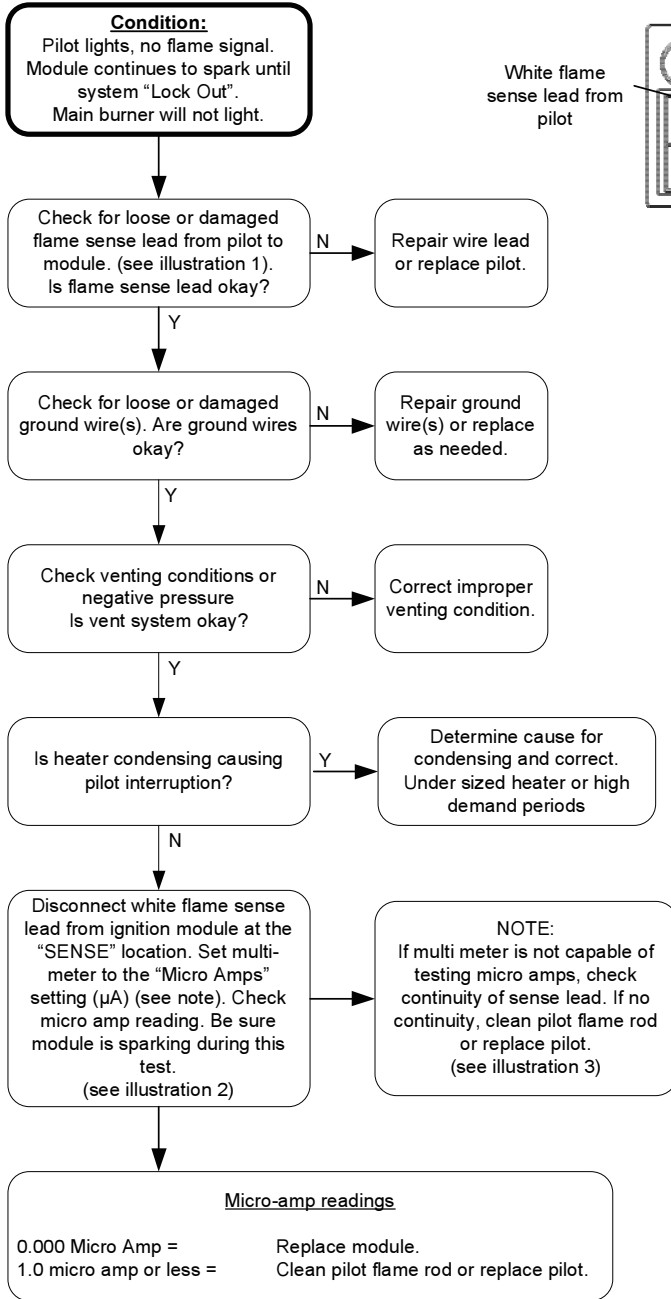 Condition:
Pilot lights, no flame signal.
Module continues to spark until
system “Lock Out”.
Main burner will not light.
White flame
sense lead from
pilot
Check for loose or damaged
flame sense lead from pilot to
module. (see illustration 1).
Is flame sense lead okay?
N
Repair wire lead
or replace pilot.
Y
Check for loose or damaged
ground wire(s). Are ground wires
okay?
N
Repair ground
wire(s) or replace
as needed.
Y
Check venting conditions or
negative pressure
Is vent system okay?
N
Correct improper
venting condition.
Y
Is heater condensing causing
pilot interruption?
Y
Determine cause for
condensing and correct.
Under sized heater or high
demand periods
N
Disconnect white flame sense
lead from ignition module at the
“SENSE” location. Set multi-
meter to the “Micro Amps”
setting (µA) (see note). Check
micro amp reading. Be sure
module is sparking during this
test.
(see illustration 2)
NOTE:
If multi meter is not capable of
testing micro amps, check
continuity of sense lead. If no
continuity, clean pilot flame rod
or replace pilot.
(see illustration 3)
Micro-amp readings
0.000 Micro Amp = Replace module.
1.0 micro amp or less = Clean pilot flame rod or replace pilot.